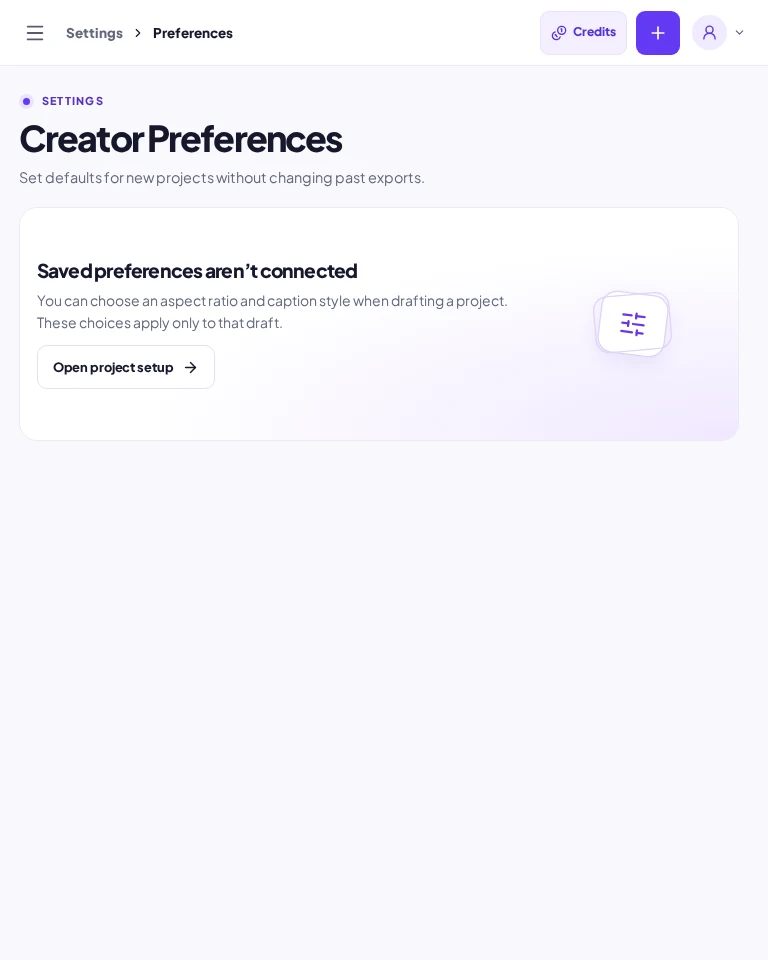 Settings > Preferences
Credits
SETTINGS
Creator Preferences
Set defaults for new projects without changing past exports.
Saved preferences aren’t connected
You can choose an aspect ratio and caption style when drafting a project.
These choices apply only to that draft.
Open project setup